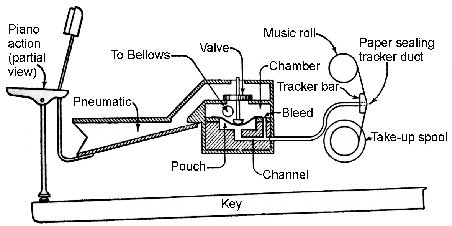 Piano
action
(partial
view)
To Bellows
Valve
Music roll
Chamber
Paper sealing
tracker duct
Tracker bar
Bleed
Pneumatic
Take-up spool
Pouch
Channel
Key